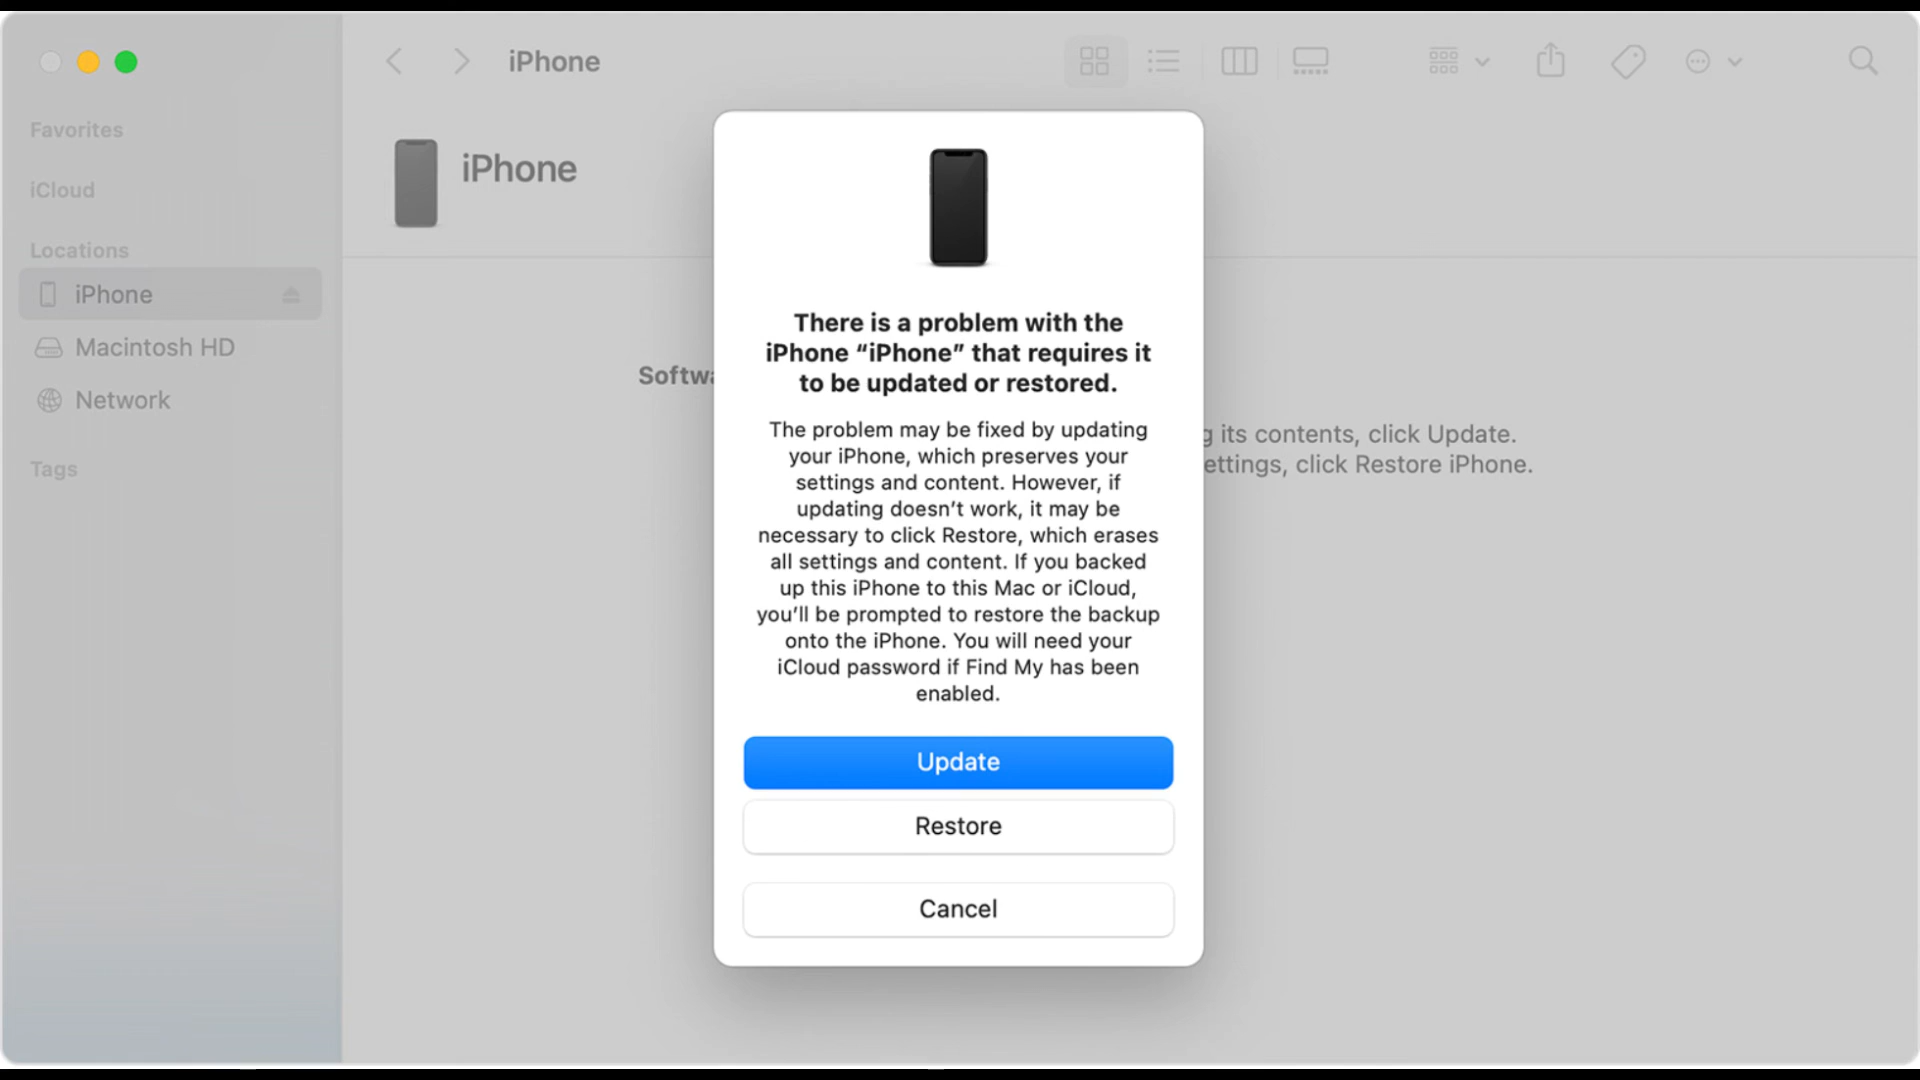 iPhone
Favorites
iCloud
Locations
iPhone
Macintosh HD
Network
Tags
iPhone
There is a problem with the
iPhone “iPhone” that requires it
to be updated or restored.
The problem may be fixed by updating
your iPhone, which preserves your
settings and content. However, if
updating doesn’t work, it may be
necessary to click Restore, which erases
all settings and content. If you backed
up this iPhone to this Mac or iCloud,
you’ll be prompted to restore the backup
onto the iPhone. You will need your
iCloud password if Find My has been
enabled.
Update
Restore
Cancel
its contents, click Update.
click Restore iPhone.